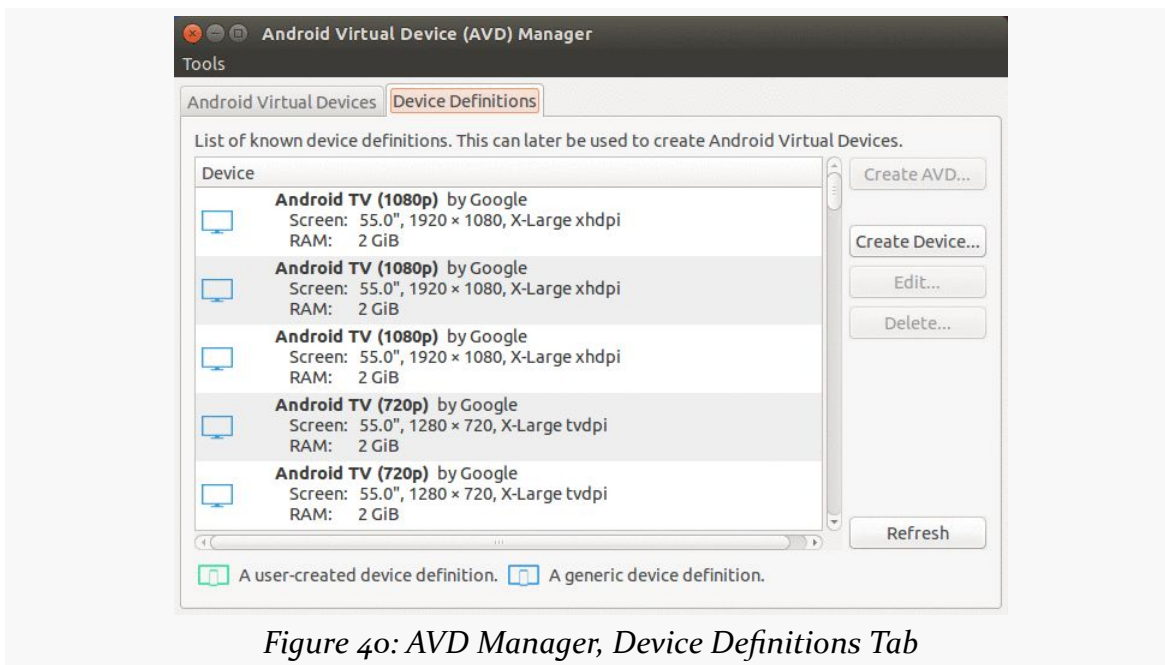 Android Virtual Device (AVD) Manager
Tools
Android Virtual Devices Device Definitions
List of known device definitions. This can later be used to create Android Virtual Devices.
Device
Create AVD...
Android TV (1080p) by Google
Screen: 55.0", 1920 × 1080, X-Large xhdpi
RAM: 2 GiB
Create Device...
Android TV (1080p) by Google
Screen: 55.0", 1920 × 1080, X-Large xhdpi
RAM: 2 GiB
Edit...
Delete...
Android TV (1080p) by Google
Screen: 55.0", 1920 × 1080, X-Large xhdpi
RAM: 2 GiB
Android TV (720p) by Google
Screen: 55.0", 1280 × 720, X-Large tvdpi
RAM: 2 GiB
Android TV (720p) by Google
Screen: 55.0", 1280 × 720, X-Large tvdpi
RAM: 2 GiB
Refresh
A user-created device definition. A generic device definition.
Figure 40: AVD Manager, Device Definitions Tab